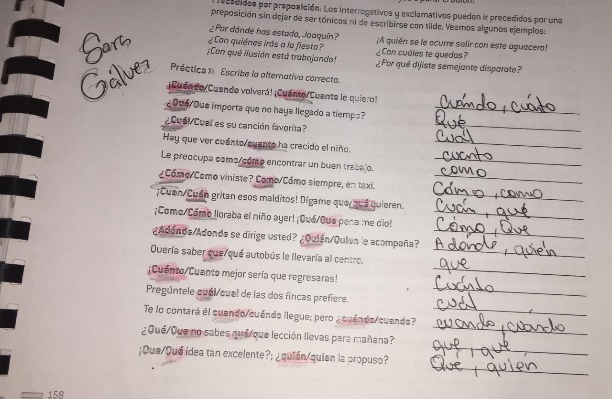 precedidos por preposición: Los interrogativos y exclamativos pueden ir precedidos por una
preposición sin dejar de ser tónicos ni de escribirse con tilde. Veamos algunos ejemplos:
¿Por dónde has estado, Joaquín?
¿Con quiénes irás a la fiesta?
¡Con qué ilusión está trabajando!
¡A quién se le ocurre salir con este aguacero!
¿Con cuáles te quedas?
¿Por qué dijiste semejante disparate?
Sara
Gálvez
Práctica Escribe la alternativa correcta.
¡Cuándo/Cuando volverá! ¡Cuánto/Cuanto le quiero! Cuándo, cuánto
¿Qué/Que importa que no haya llegado a tiempo? Qué
¿Cuál/Cuel es su canción favorita? Cuál
Hay que ver cuánto/cuanto ha crecido el niño. cuanto
Le preocupa como/cómo encontrar un buen trabajo. como
¿Cómo/Como viniste? Como/Cómo siempre, en taxi. Cómo, como
¡Cuan/Cuán gritan esos malditos! Dígame que/qué quieren. Cuán, qué
¡Como/Cómo lloraba el niño ayer! ¡Qué/Que pena me dio! Cómo, Que
¿Adónde/Adonde se dirige usted? ¿Quién/Quien le acompaña? Adonde, quién
Quería saber que/qué autobús le llevaría al centro. que
¡Cuánto/Cuanto mejor sería que regresaras! Cuánto
Pregúntele cuál/cuel de las dos fincas prefiere. cuál
Te lo contará él cuando/cuándo llegue; pero ¿cuándo/cuando? cuando, cuando
¿Qué/Que no sabes qué/que lección llevas para mañana? que, qué
¡Que/Qué idea tan excelente?; ¿quién/quien la propuso? Que, quien
158